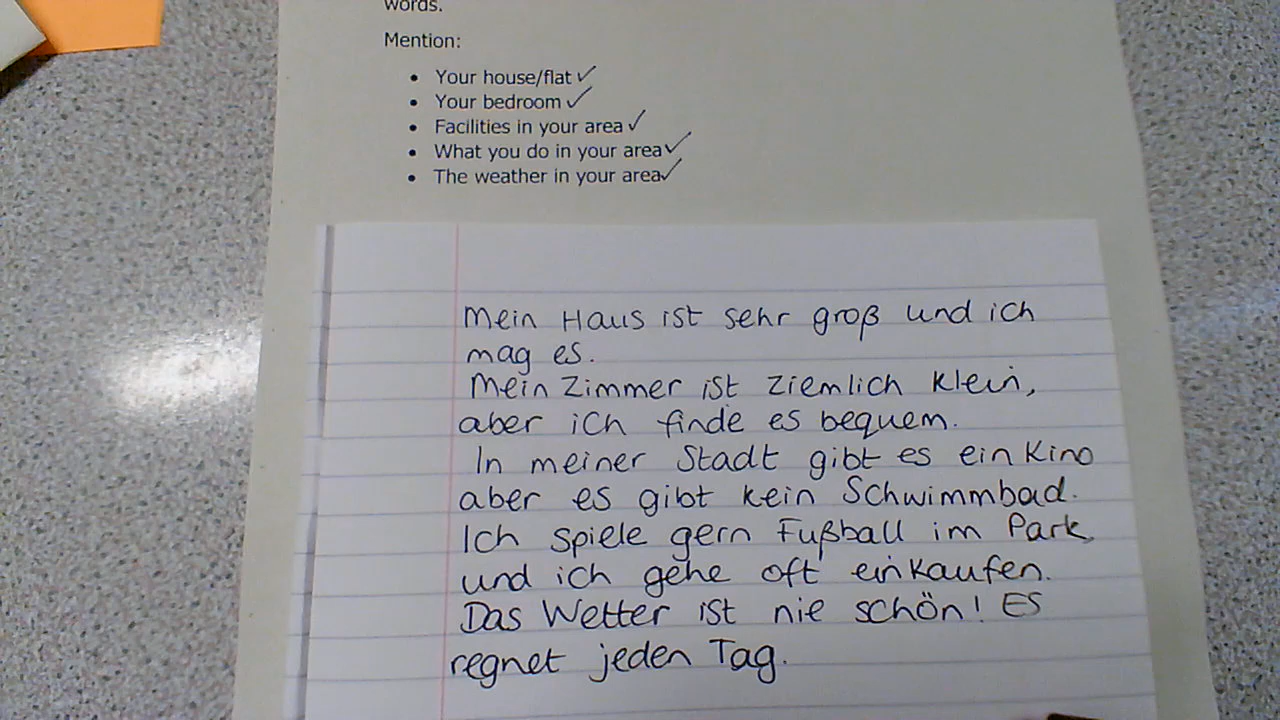 words.
Mention:
• Your house/flat ✓
• Your bedroom ✓
• Facilities in your area ✓
• What you do in your area ✓
• The weather in your area ✓
Mein Haus ist sehr groß und ich
mag es.
Mein Zimmer ist ziemlich klein,
aber ich finde es bequem.
In meiner Stadt gibt es ein Kino
aber es gibt kein Schwimmbad.
Ich spiele gern Fußball im Park,
und ich gehe oft einkaufen.
Das Wetter ist nie schön! Es
regnet jeden Tag.